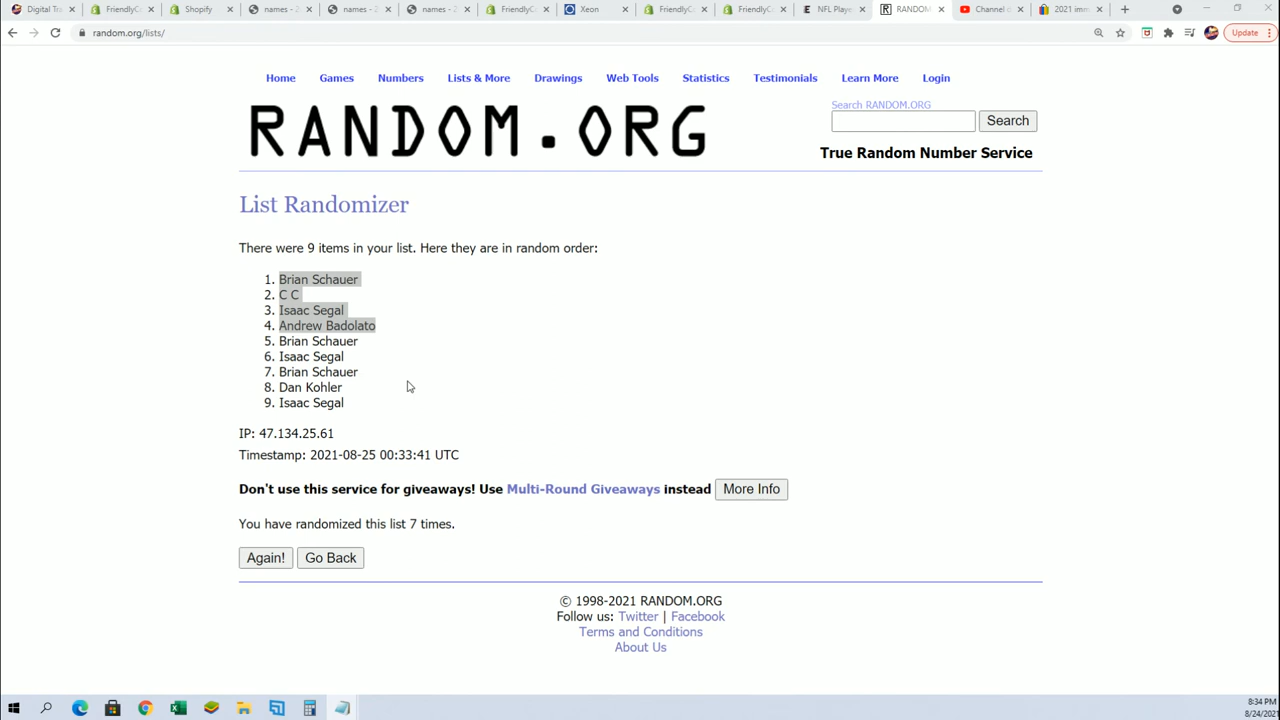 Digital Tra
FriendlyCo
Shopify
names - 2
names - 2
names - 2
FriendlyCo
Xeon
FriendlyCo
FriendlyCo
NFL Playe
RANDOM
Channel d
2021 imm
random.org/lists/
Update
Home Games Numbers Lists & More Drawings Web Tools Statistics Testimonials Learn More Login
RANDOM.ORG
Search RANDOM.ORG
Search
True Random Number Service
List Randomizer
There were 9 items in your list. Here they are in random order:
1. Brian Schauer
2. C C
3. Isaac Segal
4. Andrew Badolato
5. Brian Schauer
6. Isaac Segal
7. Brian Schauer
8. Dan Kohler
9. Isaac Segal
IP: 47.134.25.61
Timestamp: 2021-08-25 00:33:41 UTC
Don't use this service for giveaways! Use Multi-Round Giveaways instead More Info
You have randomized this list 7 times.
Again! Go Back
© 1998-2021 RANDOM.ORG
Follow us: Twitter | Facebook
Terms and Conditions
About Us
8:34 PM
8/24/2021